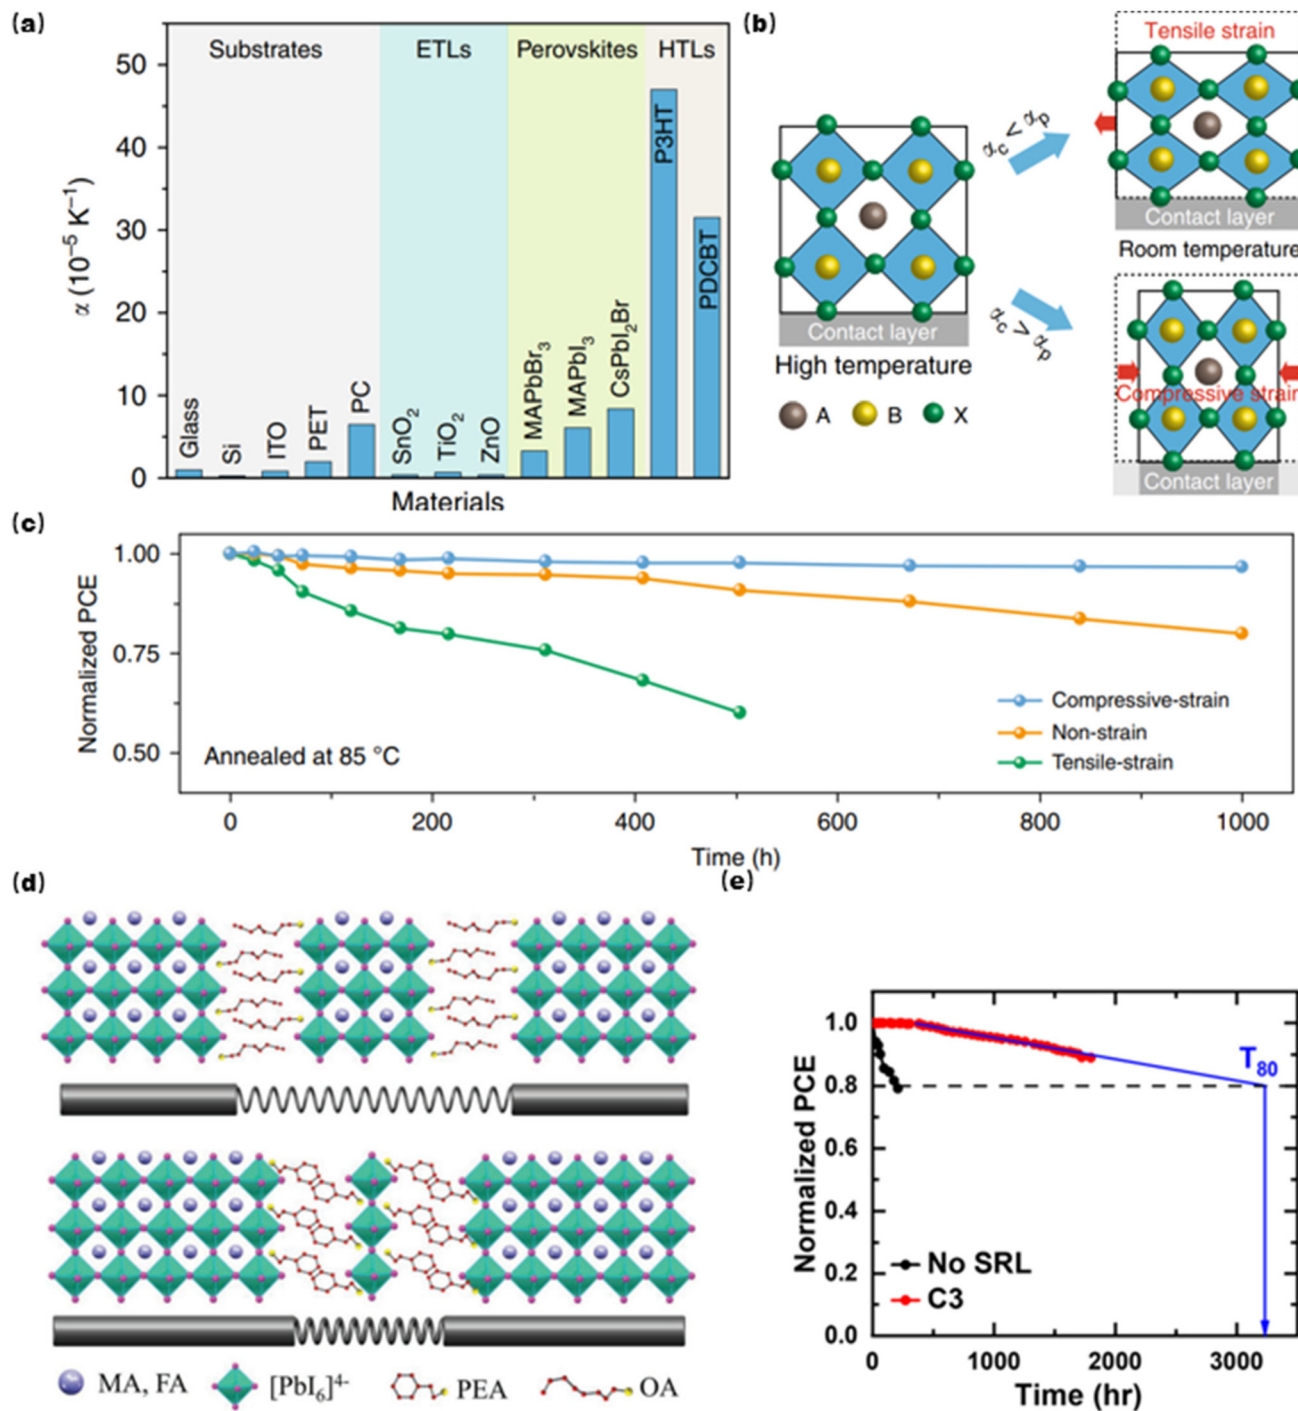 (a)
Substrates ETLs Perovskites HTLs
50
40
30
20
10
0
α (10⁻⁵ K⁻¹)
Glass
Si
ITO
PET
PC
SnO₂
TiO₂
ZnO
MAPbBr₃
MAPbI₃
CsPbI₂Br
P3HT
PDCBT
Materials
(b)
Contact layer
High temperature
A B X
αc < αp
αc > αp
Tensile strain
Contact layer
Room temperature
Compressive strain
Contact layer
(c)
1.00
0.75
0.50
Normalized PCE
Annealed at 85 °C
Compressive-strain
Non-strain
Tensile-strain
0 200 400 600 800 1000
Time (h)
(d)
MA, FA [PbI₆]⁴⁻ PEA OA
(e)
1.0
0.8
0.6
0.4
0.2
0.0
Normalized PCE
T₈₀
No SRL
C3
0 1000 2000 3000
Time (hr)